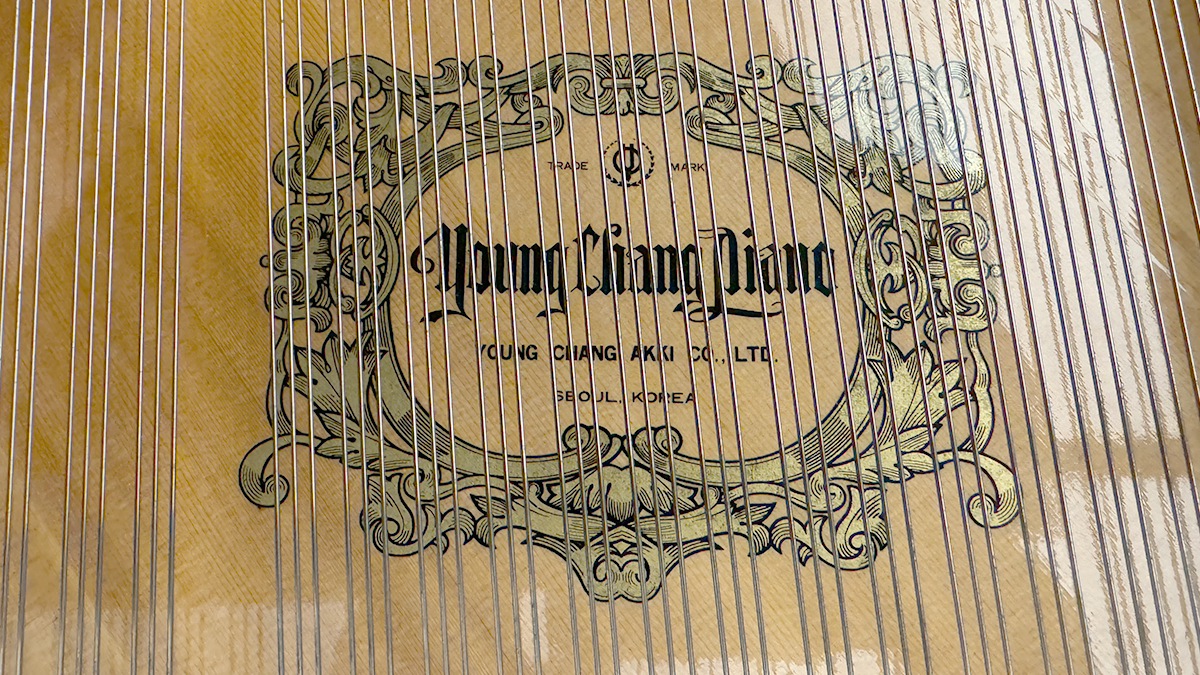 TRADE MARK
Young Chang Piano
YOUNG CHANG AKKI CO., LTD.
SEOUL, KOREA